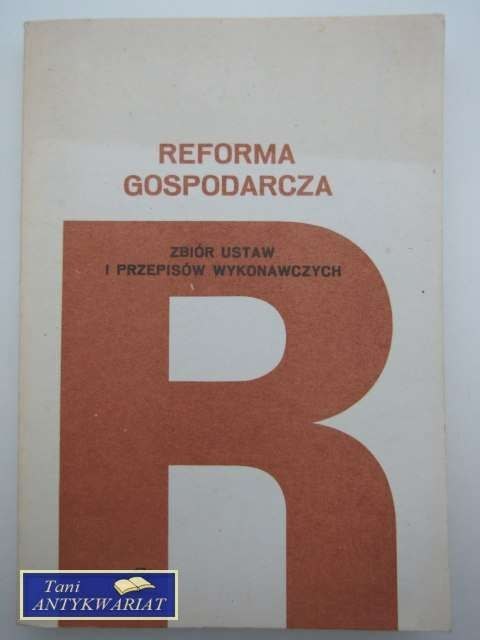 REFORMA
GOSPODARCZA
ZBIÓR USTAW
I PRZEPISÓW WYKONAWCZYCH
R
Tani
ANTYKWARIAT